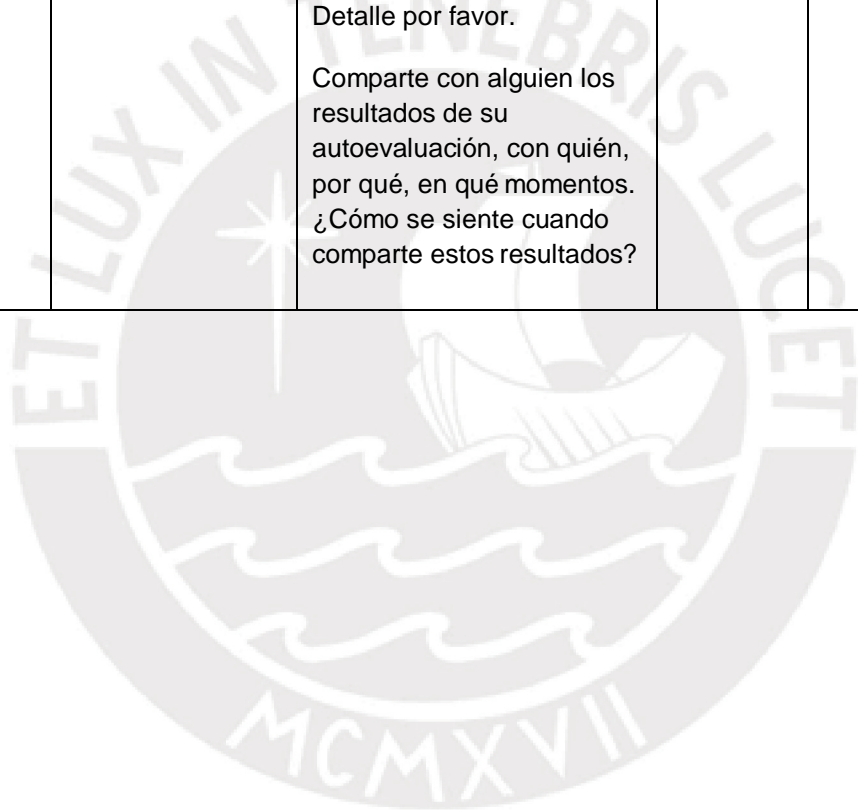 Detalle por favor.
Comparte con alguien los
resultados de su
autoevaluación, con quién,
por qué, en qué momentos.
¿Cómo se siente cuando
comparte estos resultados?
ET LUX IN TENEBRIS LUCET
MCMXVII